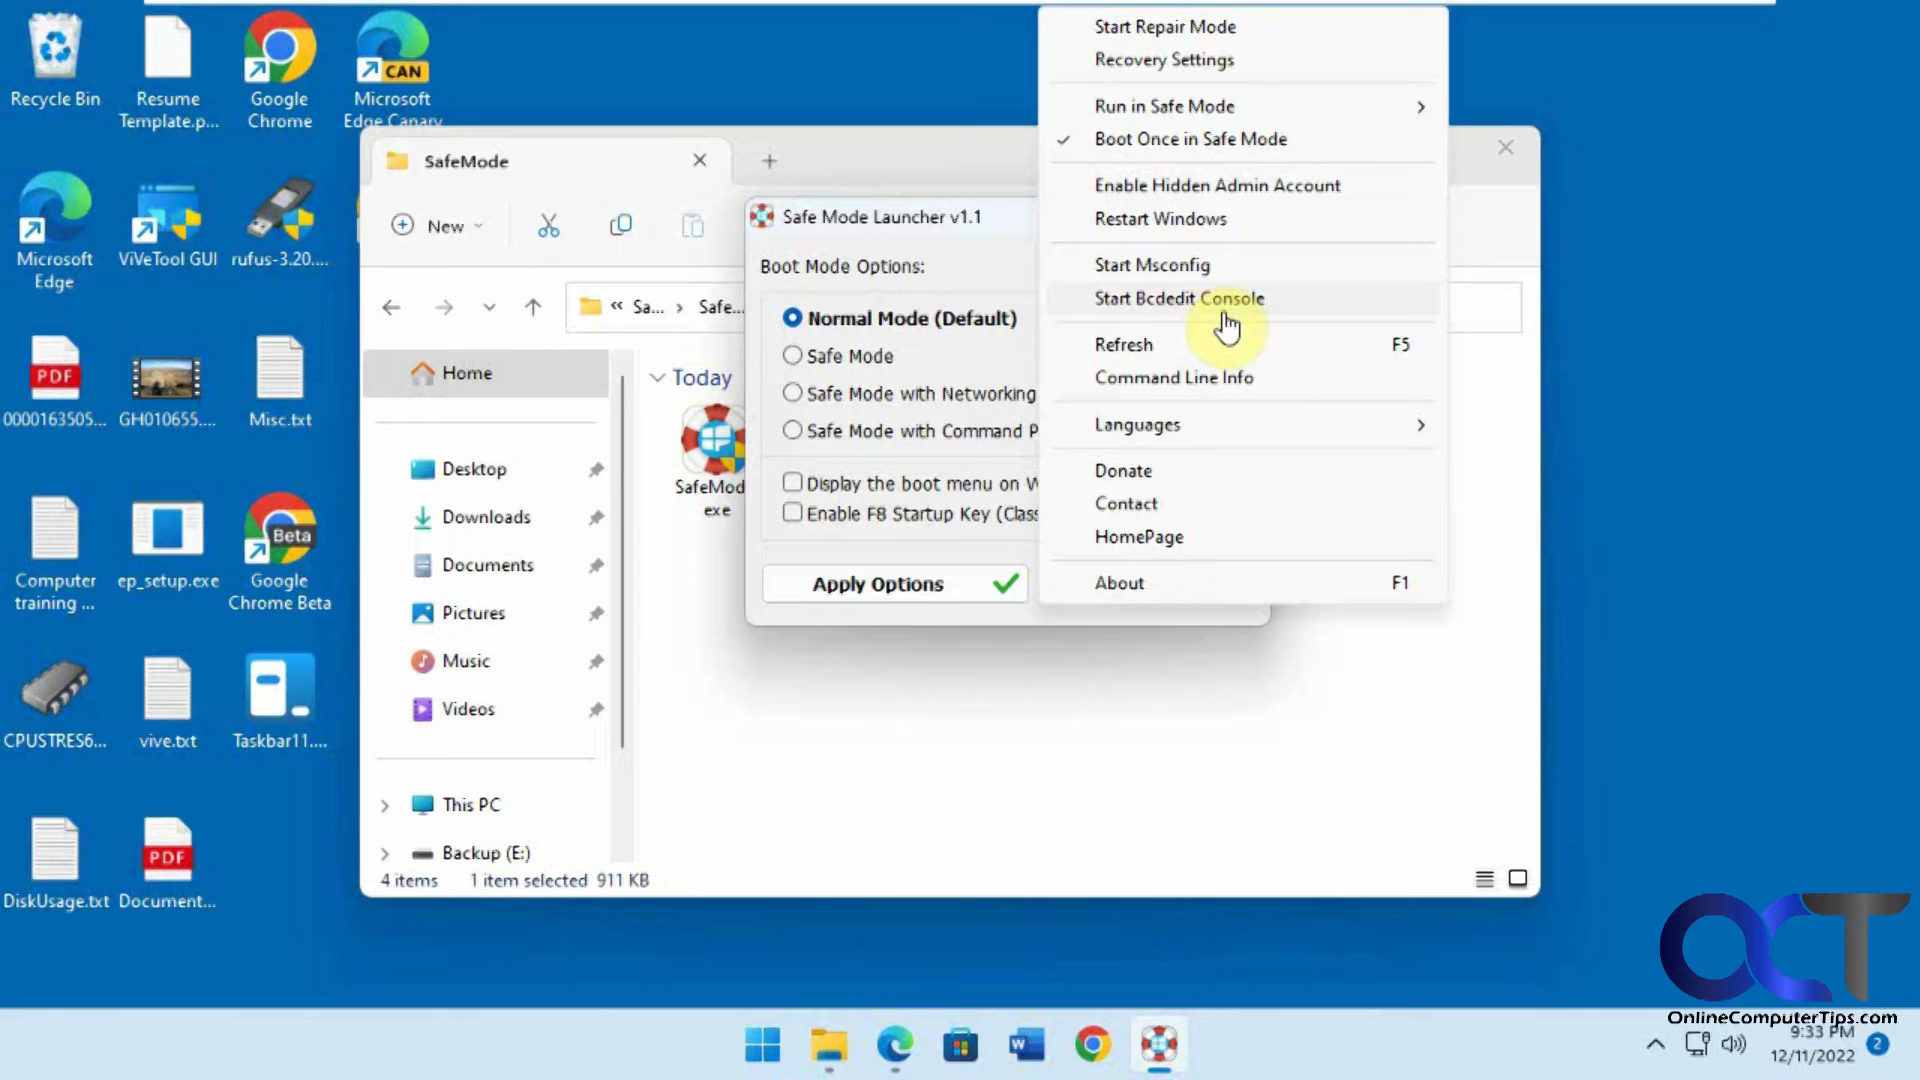 Recycle Bin
Resume
Template.p...
Google
Chrome
CAN
Microsoft
Edge Canary
Microsoft
Edge
ViVeTool GUI
rufus-3.20....
PDF
0000163505...
GH010655....
Misc.txt
Computer
training ...
ep_setup.exe
Beta
Google
Chrome Beta
CPUSTRES6...
vive.txt
Taskbar11....
DiskUsage.txt
PDF
Document...
SafeMode
New
Sa...
Safe...
Home
Desktop
Downloads
Documents
Pictures
Music
Videos
This PC
Backup (E:)
4 items
1 item selected 911 KB
Today
SafeMod
exe
Safe Mode Launcher v1.1
Boot Mode Options:
Normal Mode (Default)
Safe Mode
Safe Mode with Networking
Safe Mode with Command P
Display the boot menu on W
Enable F8 Startup Key (Clas
Apply Options
Start Repair Mode
Recovery Settings
Run in Safe Mode
Boot Once in Safe Mode
Enable Hidden Admin Account
Restart Windows
Start Msconfig
Start Bcdedit Console
Refresh F5
Command Line Info
Languages
Donate
Contact
HomePage
About F1
OCT
OnlineComputerTips.com
9:33 PM
12/11/2022
2
W